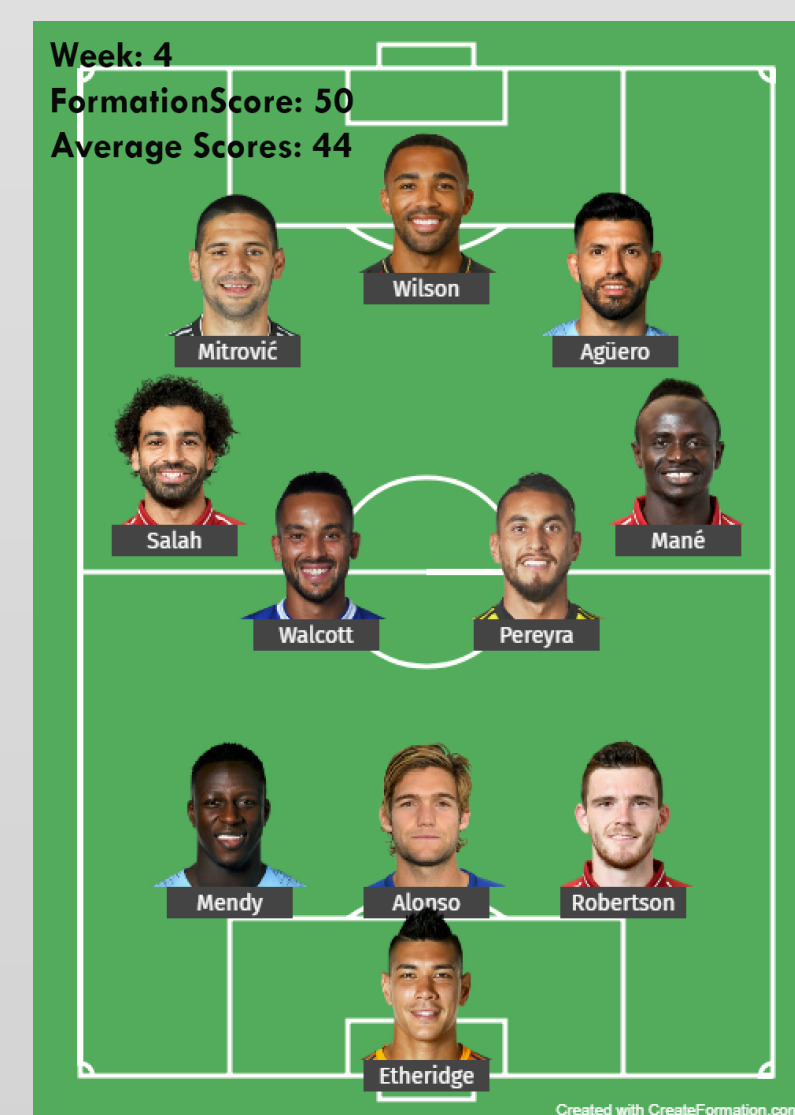 Week: 4
FormationScore: 50
Average Scores: 44
Wilson
Mitrović
Agüero
Salah
Mané
Walcott
Pereyra
Mendy
Alonso
Robertson
Etheridge
Created with CreateFormation.com